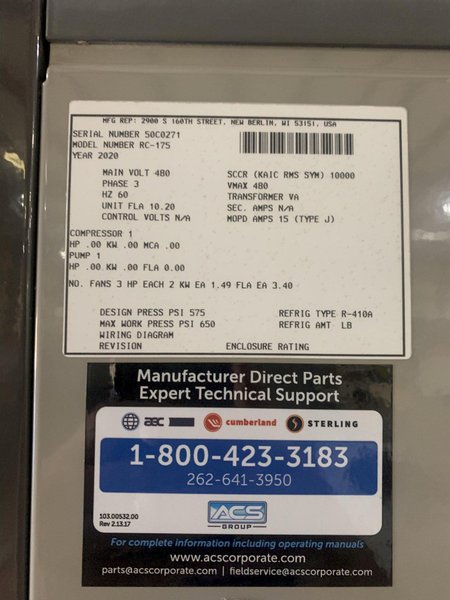 MFG REP: 2900 S 160TH STREET, NEW BERLIN, WI 53151, USA
SERIAL NUMBER 50C0271
MODEL NUMBER RC-175
YEAR 2020
MAIN VOLT 480
PHASE 3
HZ 60
UNIT FLA 10.20
CONTROL VOLTS N/A
SCCR (KAIC RMS SYM) 10000
VMAX 480
TRANSFORMER VA
SEC. AMPS N/A
MOPD AMPS 15 (TYPE J)
COMPRESSOR 1
HP .00 KW .00 MCA .00
PUMP 1
HP .00 KW .00 FLA 0.00
NO. FANS 3 HP EACH 2 KW EA 1.49 FLA EA 3.40
DESIGN PRESS PSI 575
MAX WORK PRESS PSI 650
WIRING DIAGRAM
REVISION
REFRIG TYPE R-410A
REFRIG AMT LB
ENCLOSURE RATING
Manufacturer Direct Parts
Expert Technical Support
aec cumberland STERLING
1-800-423-3183
262-641-3950
ACS
GROUP
103.00532.00
Rev 2.13.17
For complete information including operating manuals
www.acscorporate.com
parts@acscorporate.com | fieldservice@acscorporate.com